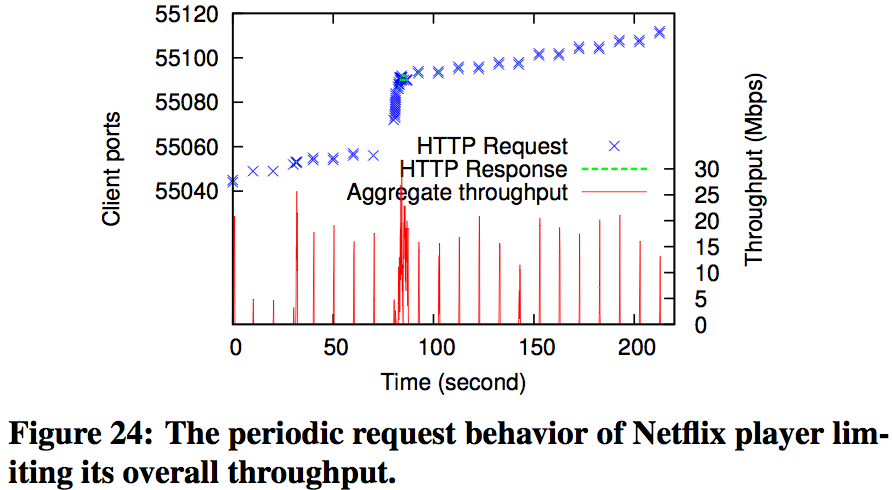 55120
55100
55080
55060
55040
Client ports
HTTP Request
HTTP Response
Aggregate throughput
30
25
20
15
10
5
0
Throughput (Mbps)
0 50 100 150 200
Time (second)
Figure 24: The periodic request behavior of Netflix player lim-
iting its overall throughput.